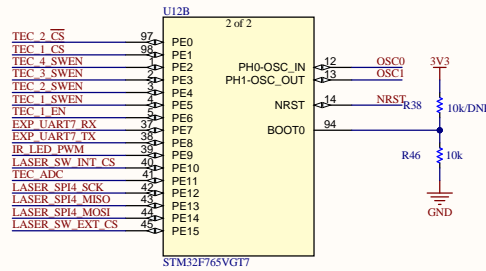 U12B
2 of 2
TEC_2_CS 97 PE0
TEC_1_CS 98 PE1
TEC_4_SWEN 1 PE2
TEC_3_SWEN 2 PE3
TEC_2_SWEN 3 PE4
TEC_1_SWEN 4 PE5
TEC_1_EN 5 PE6
EXP_UART7_RX 37 PE7
EXP_UART7_TX 38 PE8
IR_LED_PWM 39 PE9
LASER_SW_INT_CS 40 PE10
TEC_ADC 41 PE11
LASER_SPI4_SCK 42 PE12
LASER_SPI4_MISO 43 PE13
LASER_SPI4_MOSI 44 PE14
LASER_SW_EXT_CS 45 PE15
PH0-OSC_IN 12 OSC0
PH1-OSC_OUT 13 OSC1
NRST 14 NRST
BOOT0 94
3V3
R38 10k/DNI
R46 10k
GND
STM32F765VGT7